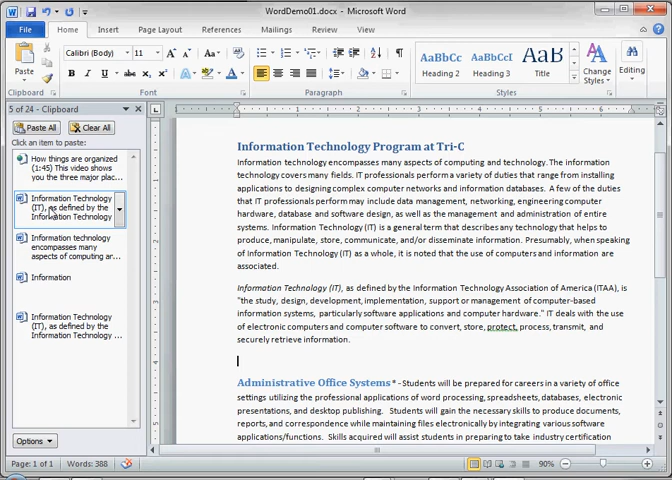 WordDemo01.docx - Microsoft Word
File Home Insert Page Layout References Mailings Review View
Calibri (Body) 11
Paste
AaBbCc AaBbCcI AaB
Heading 2 Heading 3 Title
Change Styles
Editing
Clipboard Font Paragraph Styles
5 of 24 - Clipboard
Paste All Clear All
Click an item to paste:
How things are organized
(1:45) This video shows
you the three major plac...
Information Technology
(IT), as defined by the
Information Technology
Information technology
encompasses many
aspects of computing ar...
Information
Information Technology
(IT), as defined by the
Information Technology ...
Options
Information Technology Program at Tri-C
Information technology encompasses many aspects of computing and technology. The information
technology covers many fields. IT professionals perform a variety of duties that range from installing
applications to designing complex computer networks and information databases. A few of the duties
that IT professionals perform may include data management, networking, engineering computer
hardware, database and software design, as well as the management and administration of entire
systems. Information Technology (IT) is a general term that describes any technology that helps to
produce, manipulate, store, communicate, and/or disseminate information. Presumably, when speaking
of Information Technology (IT) as a whole, it is noted that the use of computers and information are
associated.
Information Technology (IT), as defined by the Information Technology Association of America (ITAA), is
"the study, design, development, implementation, support or management of computer-based
information systems, particularly software applications and computer hardware." IT deals with the use
of electronic computers and computer software to convert, store, protect, process, transmit, and
securely retrieve information.
Administrative Office Systems * - Students will be prepared for careers in a variety of office
settings utilizing the professional applications of word processing, spreadsheets, databases, electronic
presentations, and desktop publishing. Students will gain the necessary skills to produce documents,
reports, and correspondence while maintaining files electronically by integrating various software
applications/functions. Skills acquired will assist students in preparing to take industry certification
Page: 1 of 1 Words: 388 90%